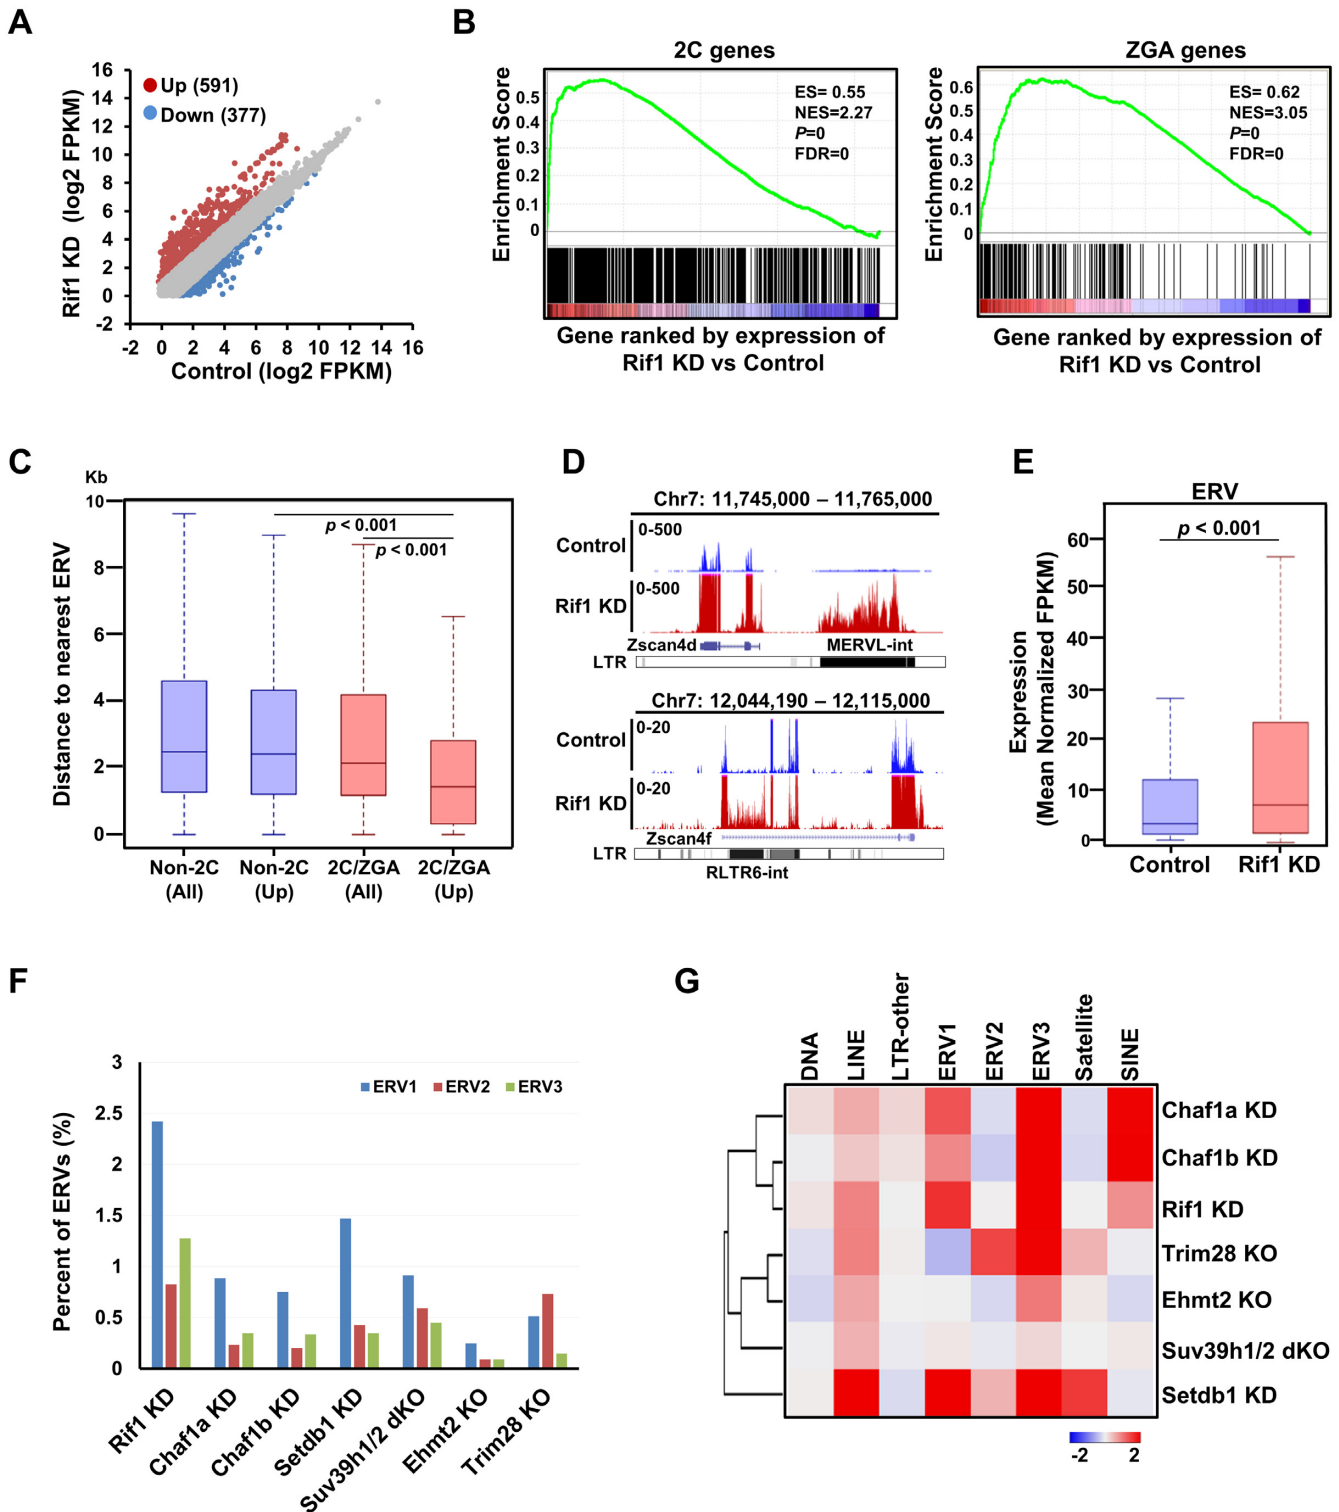 A
16
14
12
10
8
6
4
2
0
-2
Rif1 KD (log2 FPKM)
Up (591)
Down (377)
-2 0 2 4 6 8 10 12 14 16
Control (log2 FPKM)
B
2C genes
Enrichment Score
0.5
0.4
0.3
0.2
0.1
0
ES= 0.55
NES=2.27
P=0
FDR=0
Gene ranked by expression of
Rif1 KD vs Control
ZGA genes
Enrichment Score
0.6
0.5
0.4
0.3
0.2
0.1
0
ES= 0.62
NES=3.05
P=0
FDR=0
Gene ranked by expression of
Rif1 KD vs Control
C
Kb
10
8
6
4
2
0
Distance to nearest ERV
p < 0.001
p < 0.001
Non-2C (All)
Non-2C (Up)
2C/ZGA (All)
2C/ZGA (Up)
D
Chr7: 11,745,000 – 11,765,000
Control
0-500
Rif1 KD
0-500
Zscan4d
MERVL-int
LTR
Chr7: 12,044,190 – 12,115,000
Control
0-20
Rif1 KD
0-20
Zscan4f
LTR
RLTR6-int
E
ERV
p < 0.001
60
50
40
30
20
10
0
Expression
(Mean Normalized FPKM)
Control
Rif1 KD
F
3
2.5
2
1.5
1
0.5
0
Percent of ERVs (%)
ERV1 ERV2 ERV3
Rif1 KD
Chaf1a KD
Chaf1b KD
Setdb1 KD
Suv39h1/2 dKO
Ehmt2 KO
Trim28 KO
G
DNA
LINE
LTR-other
ERV1
ERV2
ERV3
Satellite
SINE
Chaf1a KD
Chaf1b KD
Rif1 KD
Trim28 KO
Ehmt2 KO
Suv39h1/2 dKO
Setdb1 KD
-2 2